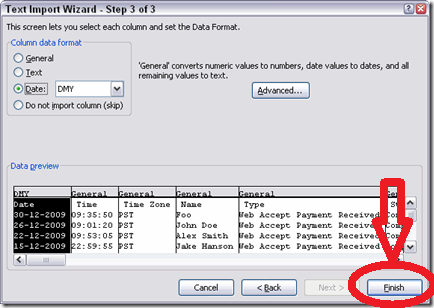 Text Import Wizard - Step 3 of 3
This screen lets you select each column and set the Data Format.
Column data format
General
Text
Date: DMY
Do not import column (skip)
'General' converts numeric values to numbers, date values to dates, and all
remaining values to text.
Advanced...
Data preview
DMY General General General General
Date Time Time Zone Name Type
30-12-2009 09:35:50 PST Foo Web Accept Payment Received
26-12-2009 09:01:20 PST John Doe Web Accept Payment Received
22-12-2009 09:53:05 PST Alex Smith Web Accept Payment Received
15-12-2009 22:59:55 PST Jake Hanson Web Accept Payment Received
Cancel < Back Next > Finish